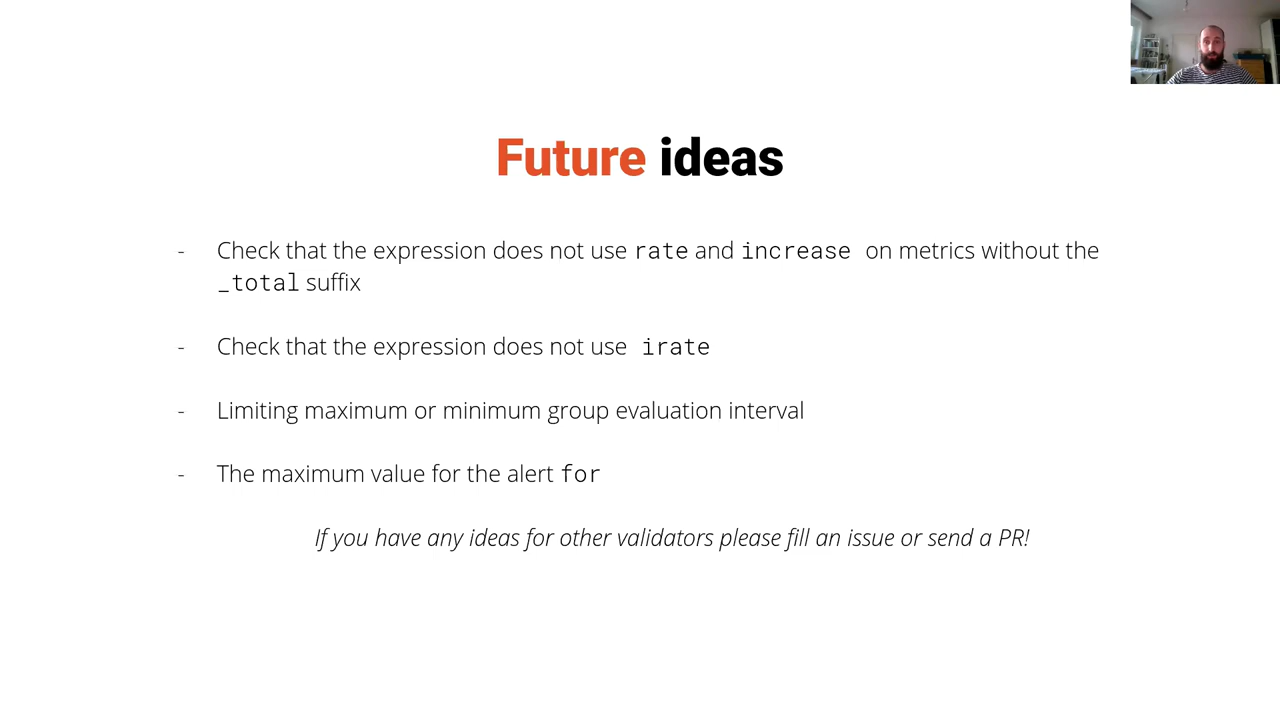 Future ideas
- Check that the expression does not use rate and increase on metrics without the
_total suffix
- Check that the expression does not use irate
- Limiting maximum or minimum group evaluation interval
- The maximum value for the alert for
If you have any ideas for other validators please fill an issue or send a PR!